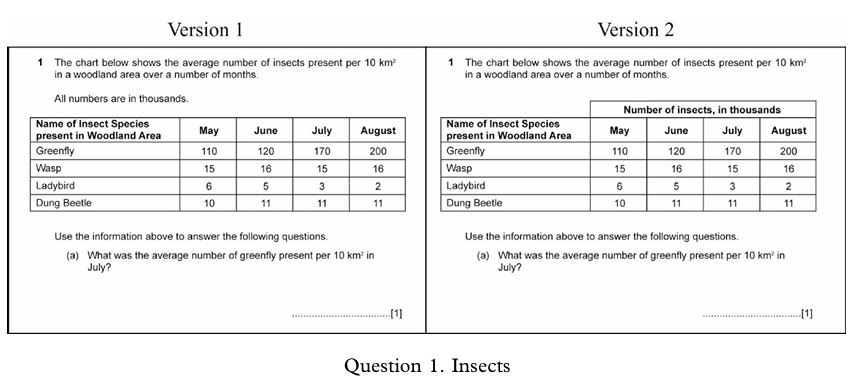 Version 1
1 The chart below shows the average number of insects present per 10 km²
in a woodland area over a number of months.
All numbers are in thousands.
Name of Insect Species
present in Woodland Area May June July August
Greenfly 110 120 170 200
Wasp 15 16 15 16
Ladybird 6 5 3 2
Dung Beetle 10 11 11 11
Use the information above to answer the following questions.
(a) What was the average number of greenfly present per 10 km² in
July?
..................................[1]
Version 2
1 The chart below shows the average number of insects present per 10 km²
in a woodland area over a number of months.
Number of insects, in thousands
Name of Insect Species
present in Woodland Area May June July August
Greenfly 110 120 170 200
Wasp 15 16 15 16
Ladybird 6 5 3 2
Dung Beetle 10 11 11 11
Use the information above to answer the following questions.
(a) What was the average number of greenfly present per 10 km² in
July?
..................................[1]
Question 1. Insects